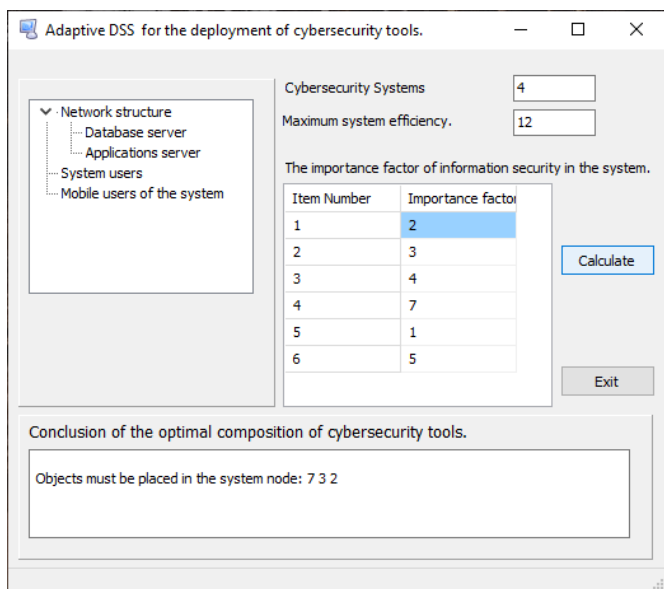 Adaptive DSS for the deployment of cybersecurity tools.
Network structure
Database server
Applications server
System users
Mobile users of the system
Cybersecurity Systems 4
Maximum system efficiency. 12
The importance factor of information security in the system.
Item Number Importance factor
1 2
2 3
3 4
4 7
5 1
6 5
Calculate
Exit
Conclusion of the optimal composition of cybersecurity tools.
Objects must be placed in the system node: 7 3 2